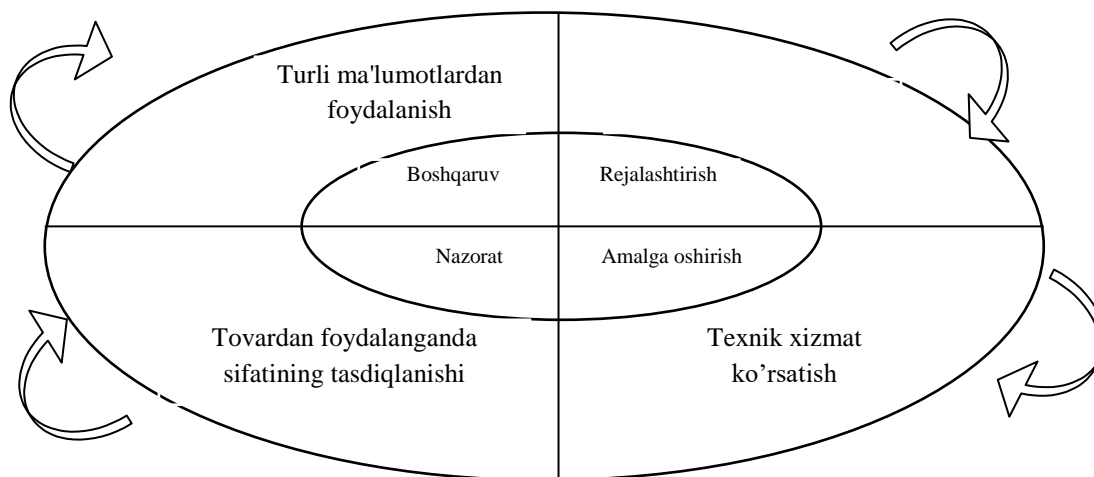 Turli ma'lumotlardan
foydalanish
Boshqaruv
Rejalashtirish
Nazorat
Amalga oshirish
Tovardan foydalanganda
sifatining tasdiqlanishi
Texnik xizmat
ko’rsatish